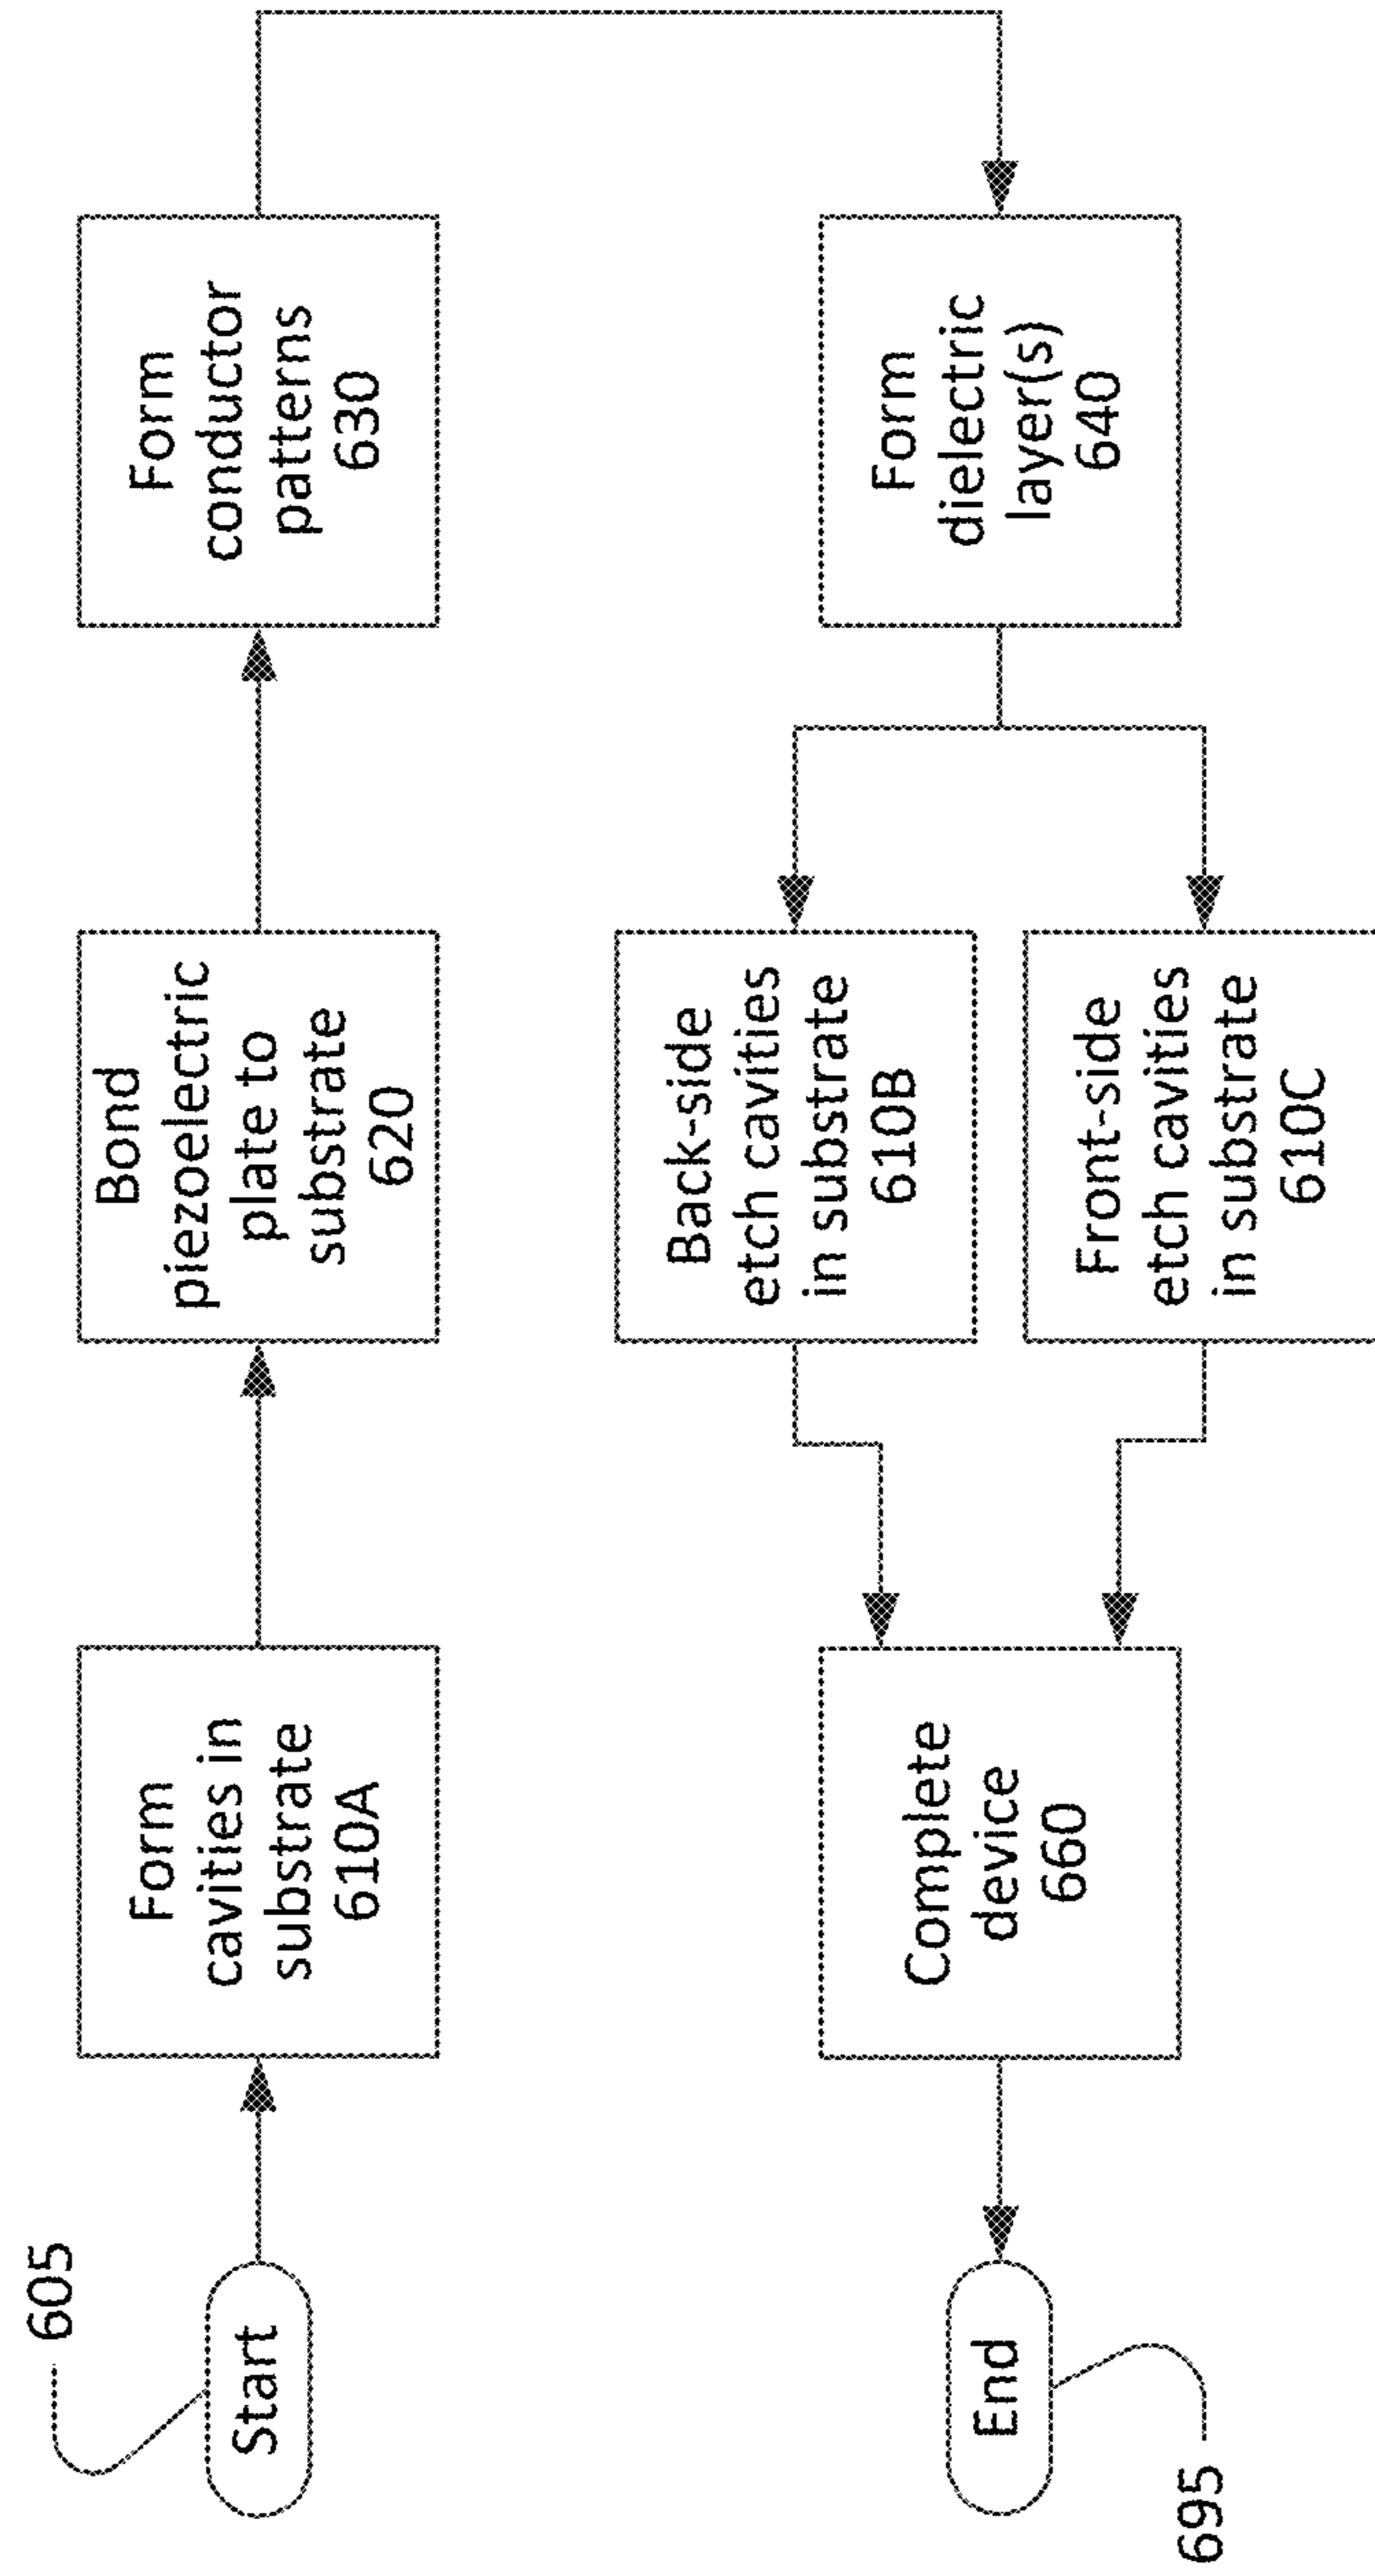 605
Start
Form
cavities in
substrate
610A
Bond
piezoelectric
plate to
substrate
620
Form
conductor
patterns
630
Form
dielectric
layer(s)
640
Back-side
etch cavities
in substrate
610B
Front-side
etch cavities
in substrate
610C
Complete
device
660
End
695